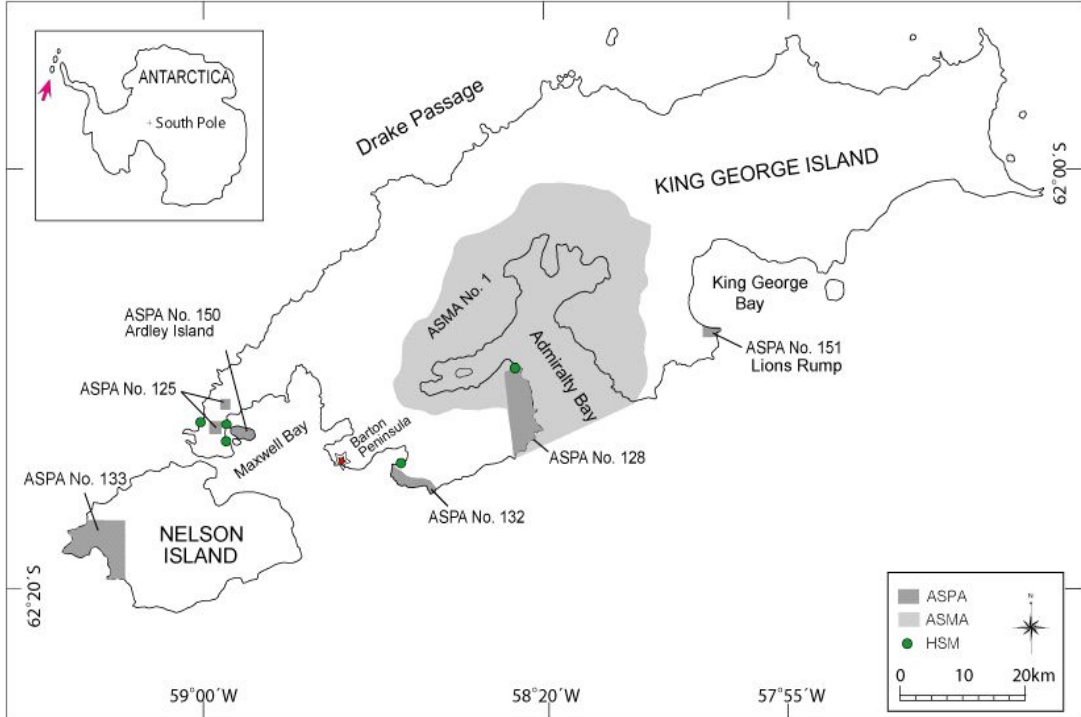 ANTARCTICA
South Pole
Drake Passage
KING GEORGE ISLAND
62°00´S
ASMA No. 1
King George
Bay
ASPA No. 150
Ardley Island
ASPA No. 151
Lions Rump
Admiralty Bay
ASPA No. 125
Maxwell Bay
Barton
Peninsula
ASPA No. 128
ASPA No. 133
ASPA No. 132
NELSON
ISLAND
62°20´S
ASPA
ASMA
HSM
N
0 10 20km
59°00´W
58°20´W
57°55´W